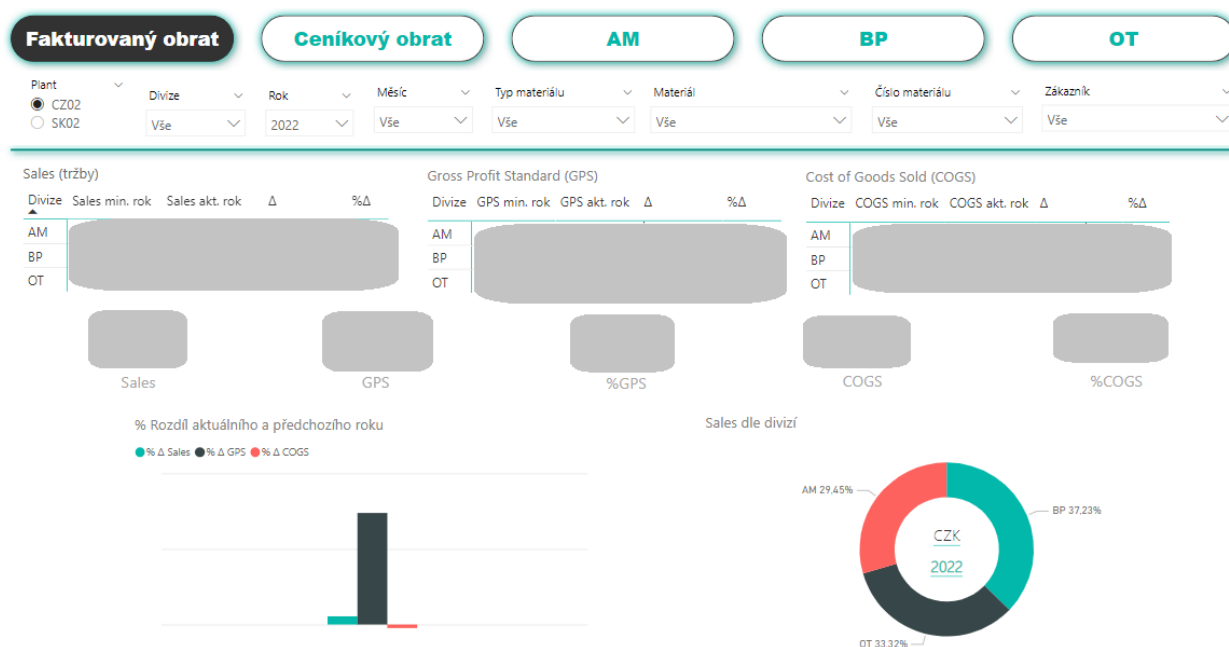 Fakturovaný obrat
Ceníkový obrat
AM
BP
OT
Plant
CZ02
SK02
Divize
Vše
Rok
2022
Měsíc
Vše
Typ materiálu
Vše
Materiál
Vše
Číslo materiálu
Vše
Zákazník
Vše
Sales (tržby)
Divize Sales min. rok Sales akt. rok Δ %Δ
AM
BP
OT
Gross Profit Standard (GPS)
Divize GPS min. rok GPS akt. rok Δ %Δ
AM
BP
OT
Cost of Goods Sold (COGS)
Divize COGS min. rok COGS akt. rok Δ %Δ
AM
BP
OT
Sales
GPS
%GPS
COGS
%COGS
% Rozdíl aktuálního a předchozího roku
% Δ Sales % Δ GPS % Δ COGS
Sales dle divizí
AM 29,45%
BP 37,23%
CZK
2022
OT 33,32%